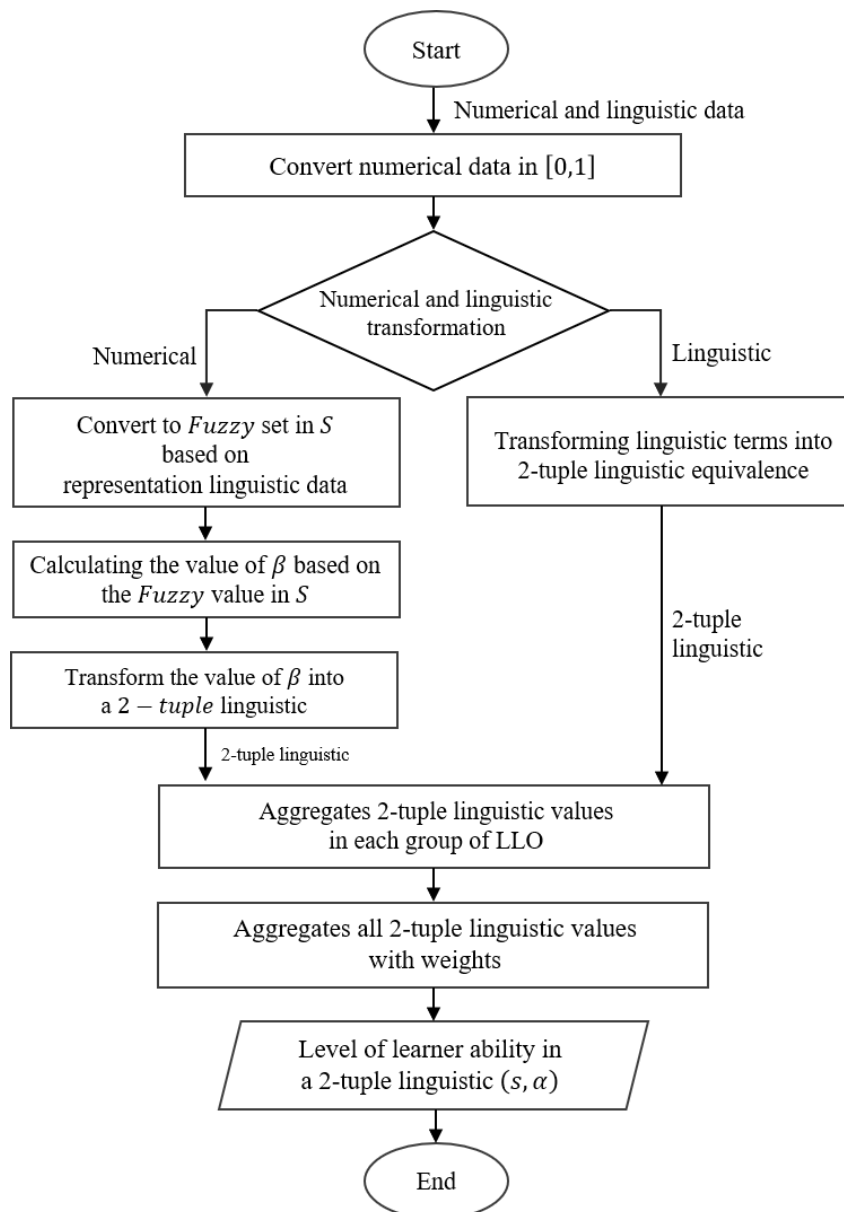 Start
Numerical and linguistic data
Convert numerical data in [0,1]
Numerical and linguistic
transformation
Numerical
Linguistic
Convert to Fuzzy set in S
based on
representation linguistic data
Transforming linguistic terms into
2-tuple linguistic equivalence
Calculating the value of β based on
the Fuzzy value in S
2-tuple
linguistic
Transform the value of β into
a 2 − tuple linguistic
2-tuple linguistic
Aggregates 2-tuple linguistic values
in each group of LLO
Aggregates all 2-tuple linguistic values
with weights
Level of learner ability in
a 2-tuple linguistic (s, α)
End